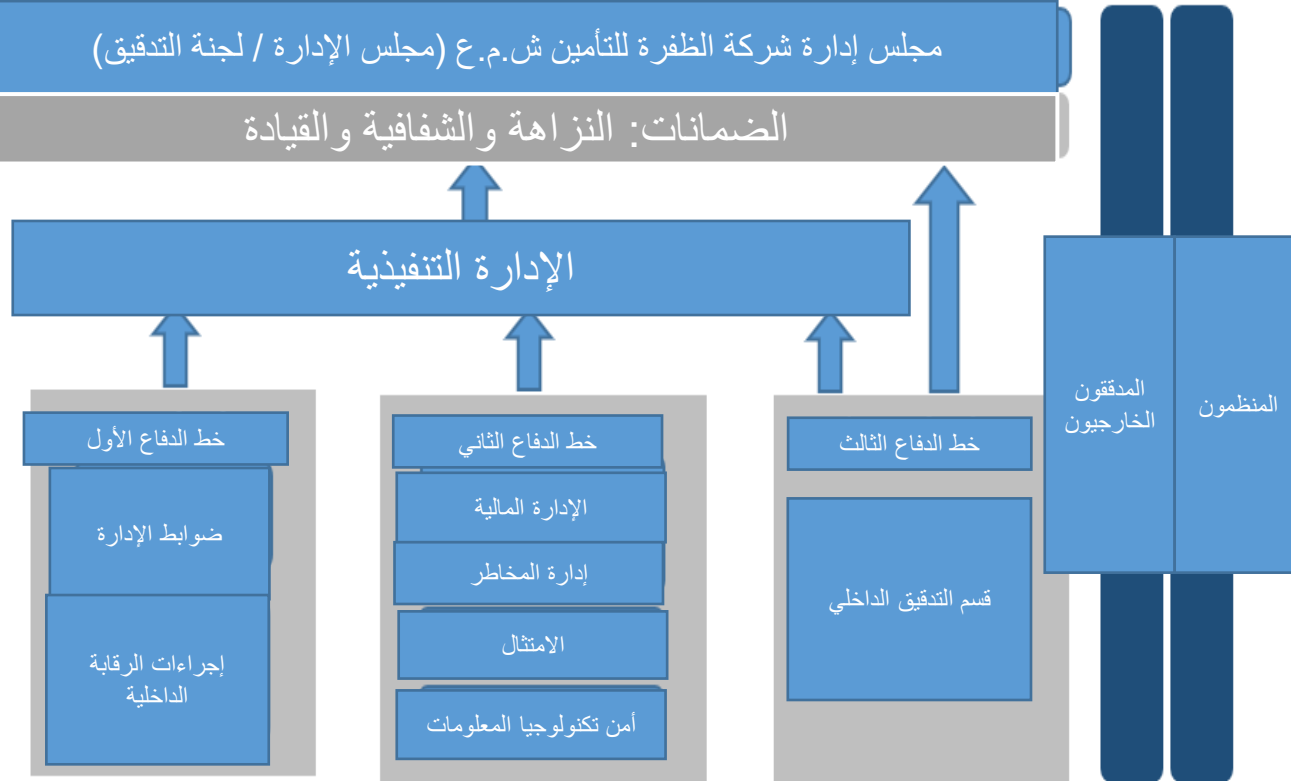 مجلس إدارة شركة الظفرة للتأمين ش.م.ع (مجلس الإدارة / لجنة التدقيق)
الضمانات: النزاهة والشفافية والقيادة
الإدارة التنفيذية
خط الدفاع الأول
ضوابط الإدارة
إجراءات الرقابة
الداخلية
خط الدفاع الثاني
الإدارة المالية
إدارة المخاطر
الامتثال
أمن تكنولوجيا المعلومات
خط الدفاع الثالث
قسم التدقيق الداخلي
المدققون
الخارجيون
المنظمون